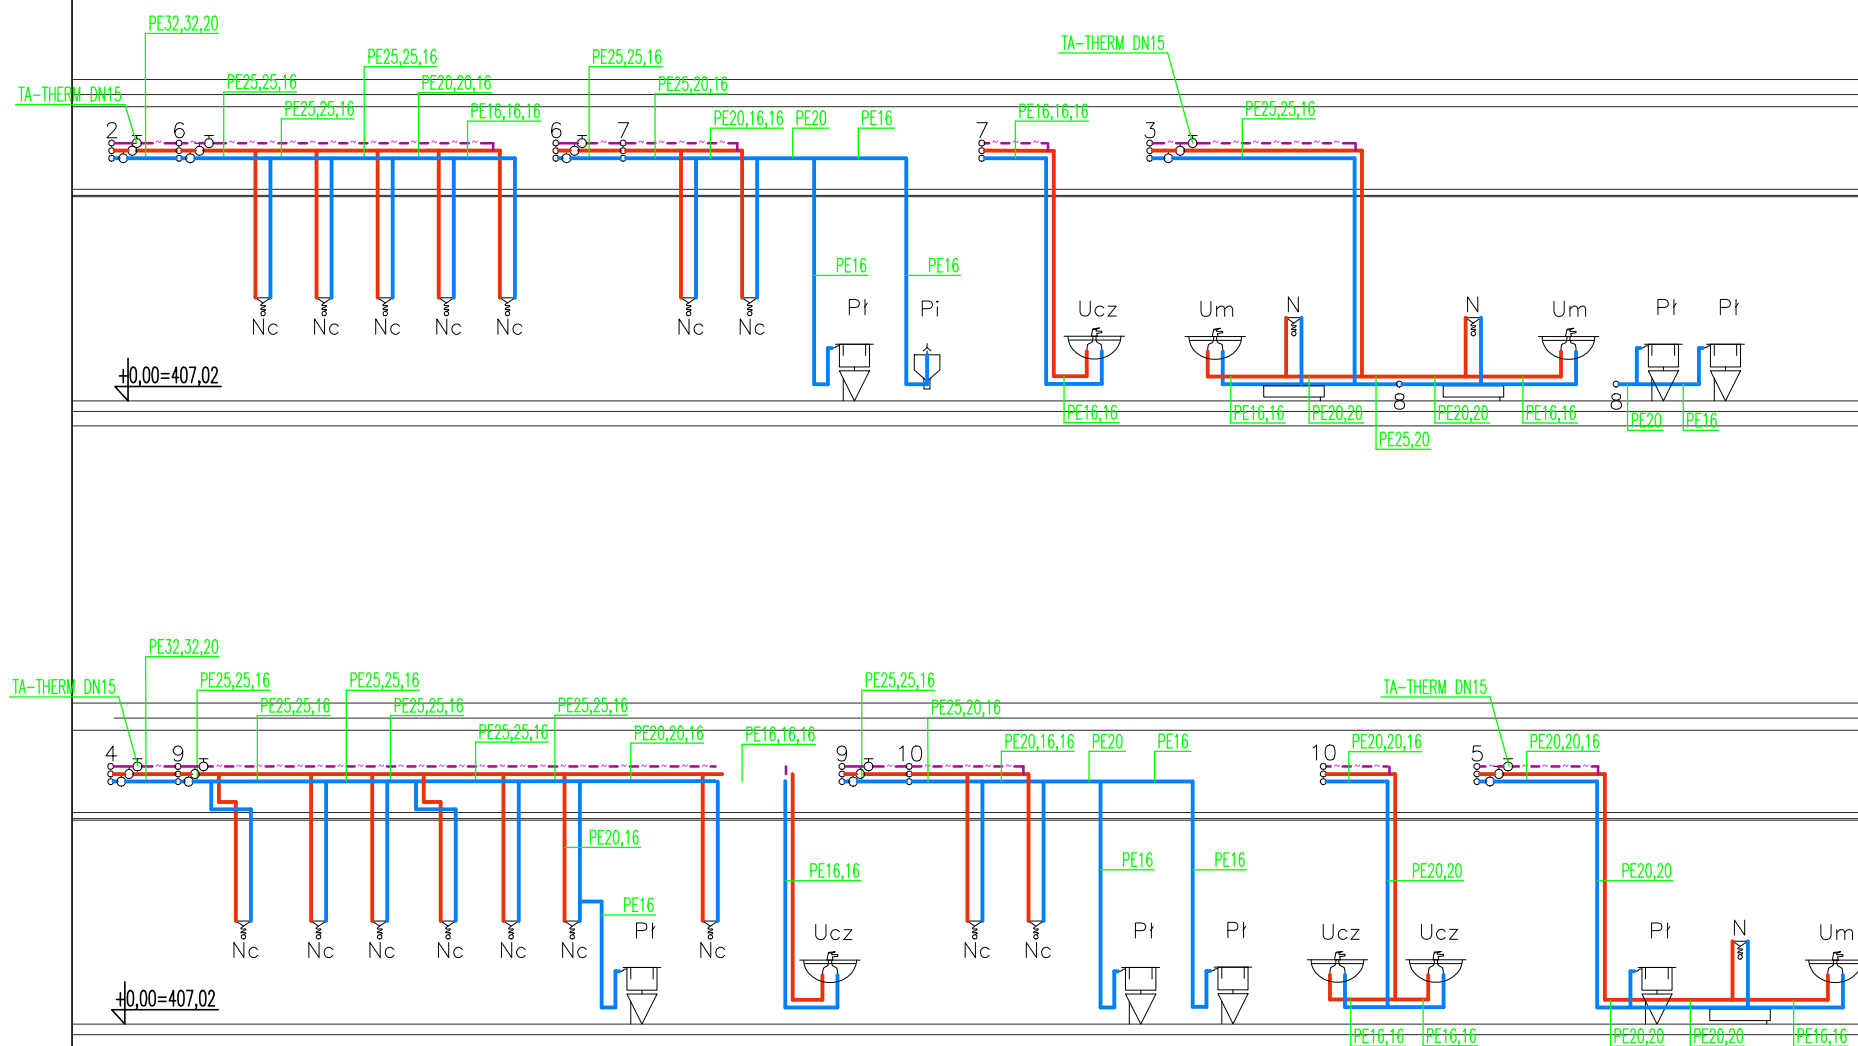 PE32,32,20
TA-THERM DN15
PE25,25,16
PE25,25,16
TA-THERM DN15
PE25,25,16
PE20,20,16
PE25,20,16
PE25,25,16
PE25,25,16
PE16,16,16
PE20,16,16
PE20
PE16
PE16,16,16
2
6
6
7
7
3
PE16
PE16
Nc
Nc
Nc
Nc
Nc
Nc
Nc
Pł
Pi
Ucz
Um
N
N
Um
Pł
Pł
+0,00=407,02
8
8
PE16,16
PE16,16
PE20,20
PE20,20
PE16,16
PE20
PE16
PE25,20
PE32,32,20
TA-THERM DN15
PE25,25,16
PE25,25,16
PE25,25,16
TA-THERM DN15
PE25,25,16
PE25,25,16
PE25,25,16
PE25,20,16
PE25,25,16
PE20,20,16
PE16,16,16
PE20,16,16
PE20
PE16
PE20,20,16
PE20,20,16
4
9
9
10
10
5
PE20,16
PE16,16
PE16
PE16
PE20,20
PE20,20
PE16
Nc
Nc
Nc
Nc
Nc
Nc
Pł
Nc
Ucz
Nc
Nc
Pł
Pł
Ucz
Ucz
Pł
N
Um
+0,00=407,02
PE16,16
PE16,16
PE20,20
PE20,20
PE16,16